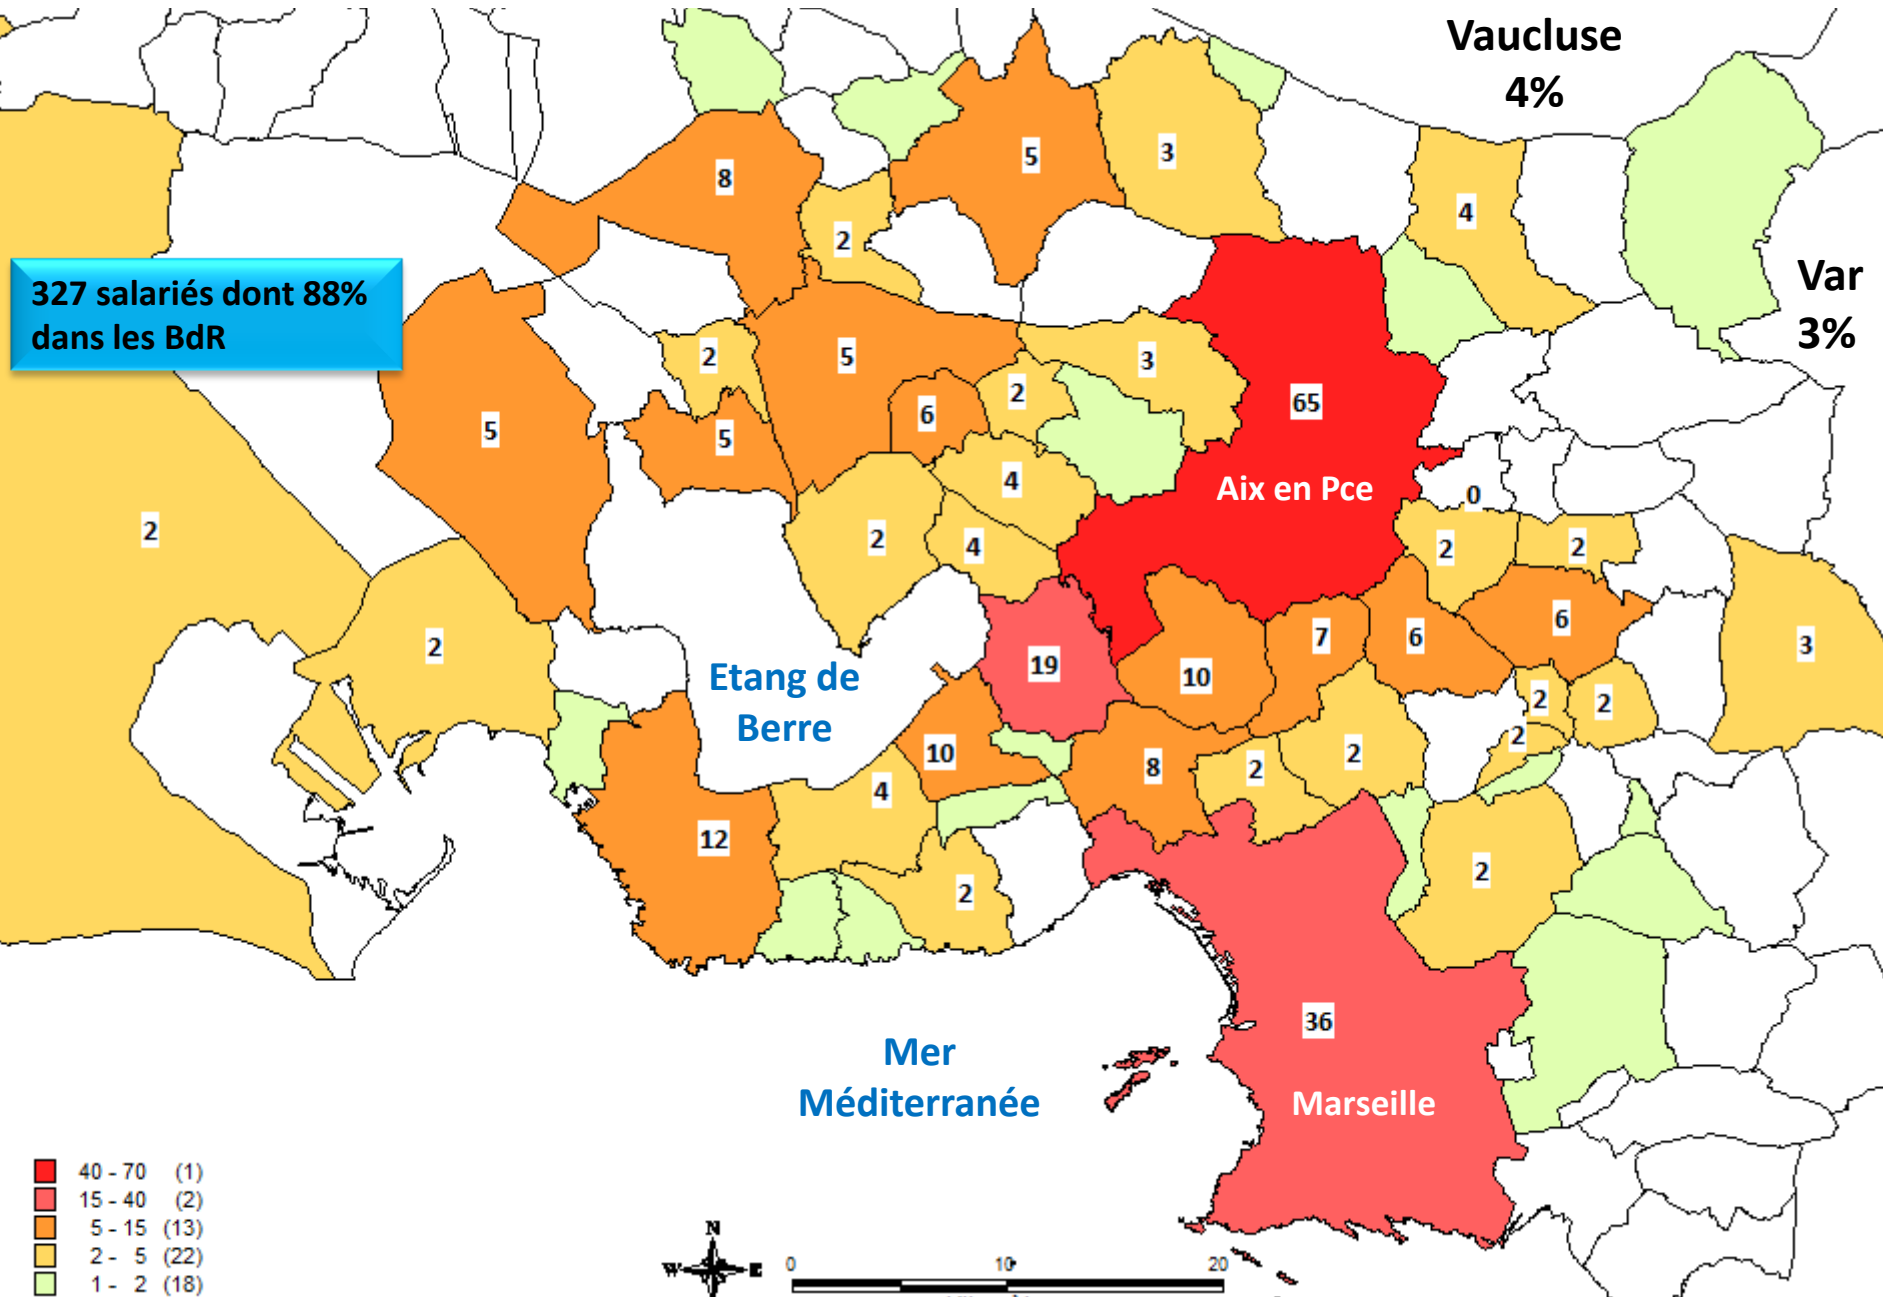 Vaucluse
4%
Var
3%
327 salariés dont 88%
dans les BdR
8
5
3
4
2
2
5
3
65
5
5
6
2
Aix en Pce
4
0
2
2
4
2
2
2
6
7
6
3
2
19
10
2
2
Etang de
Berre
10
8
2
2
2
4
12
2
2
36
Mer
Méditerranée
Marseille
40 - 70 (1)
15 - 40 (2)
5 - 15 (13)
2 - 5 (22)
1 - 2 (18)
N
W
E
0
10
20